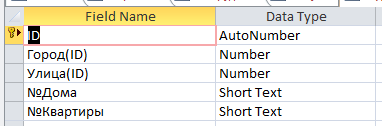 Field Name Data Type
ID AutoNumber
Город(ID) Number
Улица(ID) Number
№Дома Short Text
№Квартиры Short Text